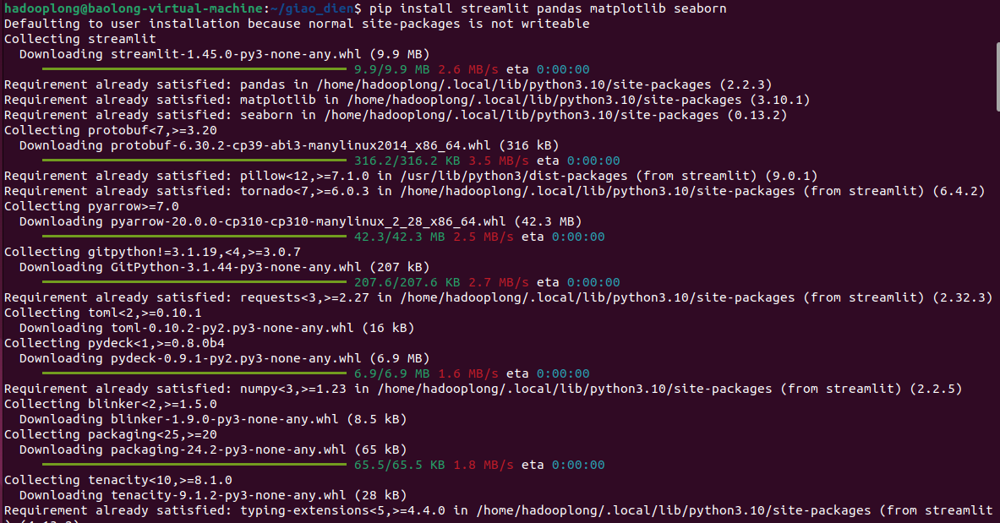 hadooplong@baolong-virtual-machine:~/giao_dien$ pip install streamlit pandas matplotlib seaborn
Defaulting to user installation because normal site-packages is not writeable
Collecting streamlit
  Downloading streamlit-1.45.0-py3-none-any.whl (9.9 MB)
9.9/9.9 MB 2.6 MB/s eta 0:00:00
Requirement already satisfied: pandas in /home/hadooplong/.local/lib/python3.10/site-packages (2.2.3)
Requirement already satisfied: matplotlib in /home/hadooplong/.local/lib/python3.10/site-packages (3.10.1)
Requirement already satisfied: seaborn in /home/hadooplong/.local/lib/python3.10/site-packages (0.13.2)
Collecting protobuf<7,>=3.20
  Downloading protobuf-6.30.2-cp39-abi3-manylinux2014_x86_64.whl (316 kB)
316.2/316.2 KB 3.5 MB/s eta 0:00:00
Requirement already satisfied: pillow<12,>=7.1.0 in /usr/lib/python3/dist-packages (from streamlit) (9.0.1)
Requirement already satisfied: tornado<7,>=6.0.3 in /home/hadooplong/.local/lib/python3.10/site-packages (from streamlit) (6.4.2)
Collecting pyarrow>=7.0
  Downloading pyarrow-20.0.0-cp310-cp310-manylinux_2_28_x86_64.whl (42.3 MB)
42.3/42.3 MB 2.5 MB/s eta 0:00:00
Collecting gitpython!=3.1.19,<4,>=3.0.7
  Downloading GitPython-3.1.44-py3-none-any.whl (207 kB)
207.6/207.6 KB 2.7 MB/s eta 0:00:00
Requirement already satisfied: requests<3,>=2.27 in /home/hadooplong/.local/lib/python3.10/site-packages (from streamlit) (2.32.3)
Collecting toml<2,>=0.10.1
  Downloading toml-0.10.2-py2.py3-none-any.whl (16 kB)
Collecting pydeck<1,>=0.8.0b4
  Downloading pydeck-0.9.1-py2.py3-none-any.whl (6.9 MB)
6.9/6.9 MB 1.6 MB/s eta 0:00:00
Requirement already satisfied: numpy<3,>=1.23 in /home/hadooplong/.local/lib/python3.10/site-packages (from streamlit) (2.2.5)
Collecting blinker<2,>=1.5.0
  Downloading blinker-1.9.0-py3-none-any.whl (8.5 kB)
Collecting packaging<25,>=20
  Downloading packaging-24.2-py3-none-any.whl (65 kB)
65.5/65.5 KB 1.8 MB/s eta 0:00:00
Collecting tenacity<10,>=8.1.0
  Downloading tenacity-9.1.2-py3-none-any.whl (28 kB)
Requirement already satisfied: typing-extensions<5,>=4.4.0 in /home/hadooplong/.local/lib/python3.10/site-packages (from streamlit